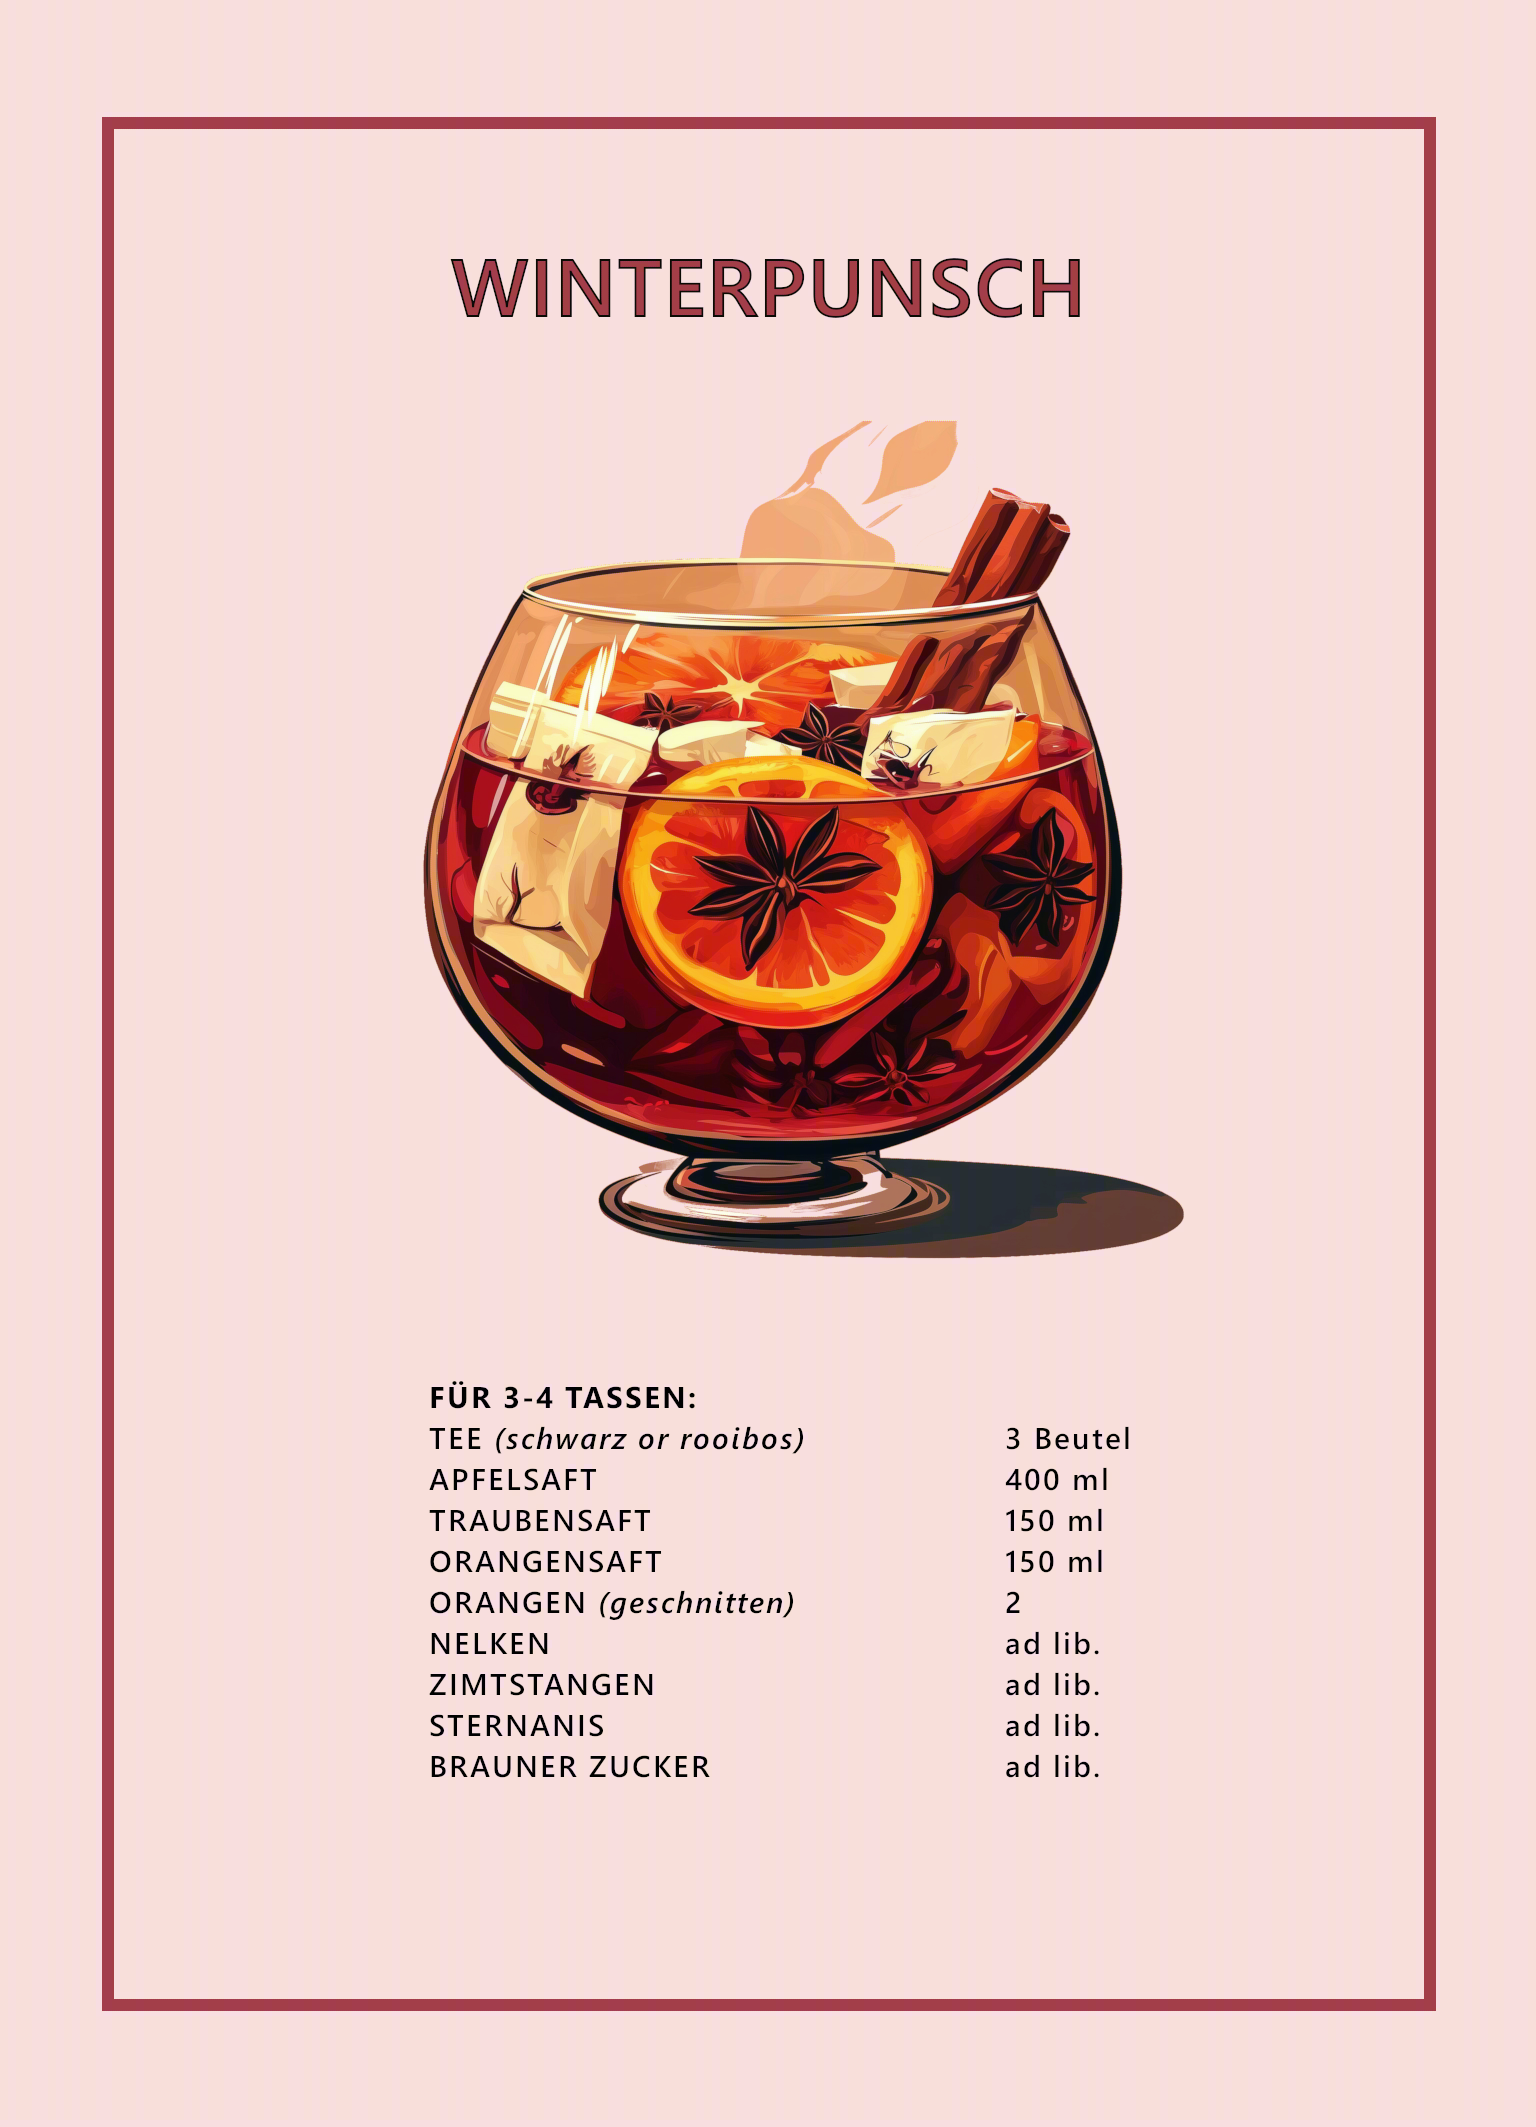 WINTERPUNSCH
FÜR 3-4 TASSEN:
TEE (schwarz or rooibos) 3 Beutel
APFELSAFT 400 ml
TRAUBENSAFT 150 ml
ORANGENSAFT 150 ml
ORANGEN (geschnitten) 2
NELKEN ad lib.
ZIMTSTANGEN ad lib.
STERNANIS ad lib.
BRAUNER ZUCKER ad lib.